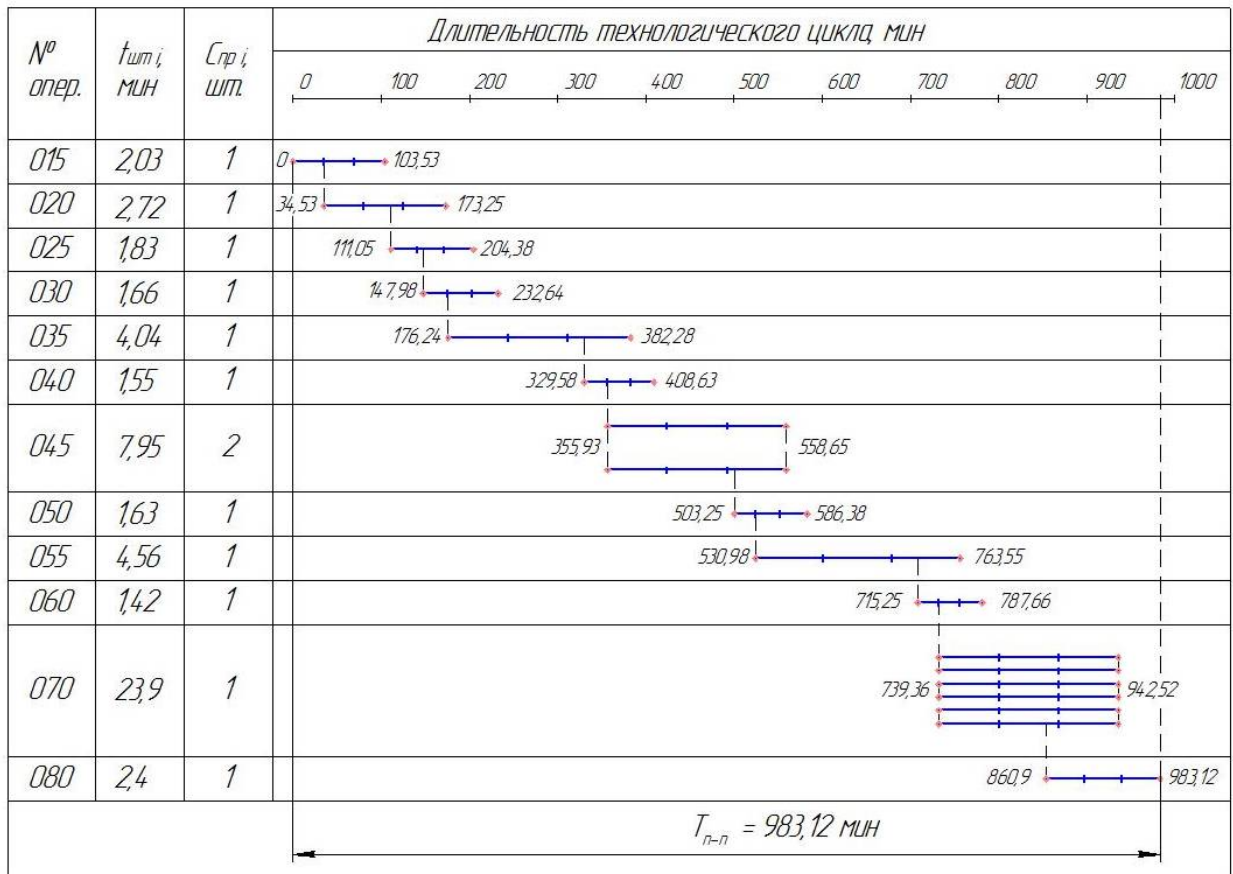 Длительность технологического цикла, мин
№ опер.
tшт i, мин
Cпр i, шт.
0 100 200 300 400 500 600 700 800 900 1000
015 2,03 1 0 103,53
020 2,72 1 34,53 173,25
025 1,83 1 111,05 204,38
030 1,66 1 147,98 232,64
035 4,04 1 176,24 382,28
040 1,55 1 329,58 408,63
045 7,95 2 355,93 558,65
050 1,63 1 503,25 586,38
055 4,56 1 530,98 763,55
060 1,42 1 715,25 787,66
070 23,9 1 739,36 942,52
080 2,4 1 860,9 983,12
Tп-п = 983,12 мин